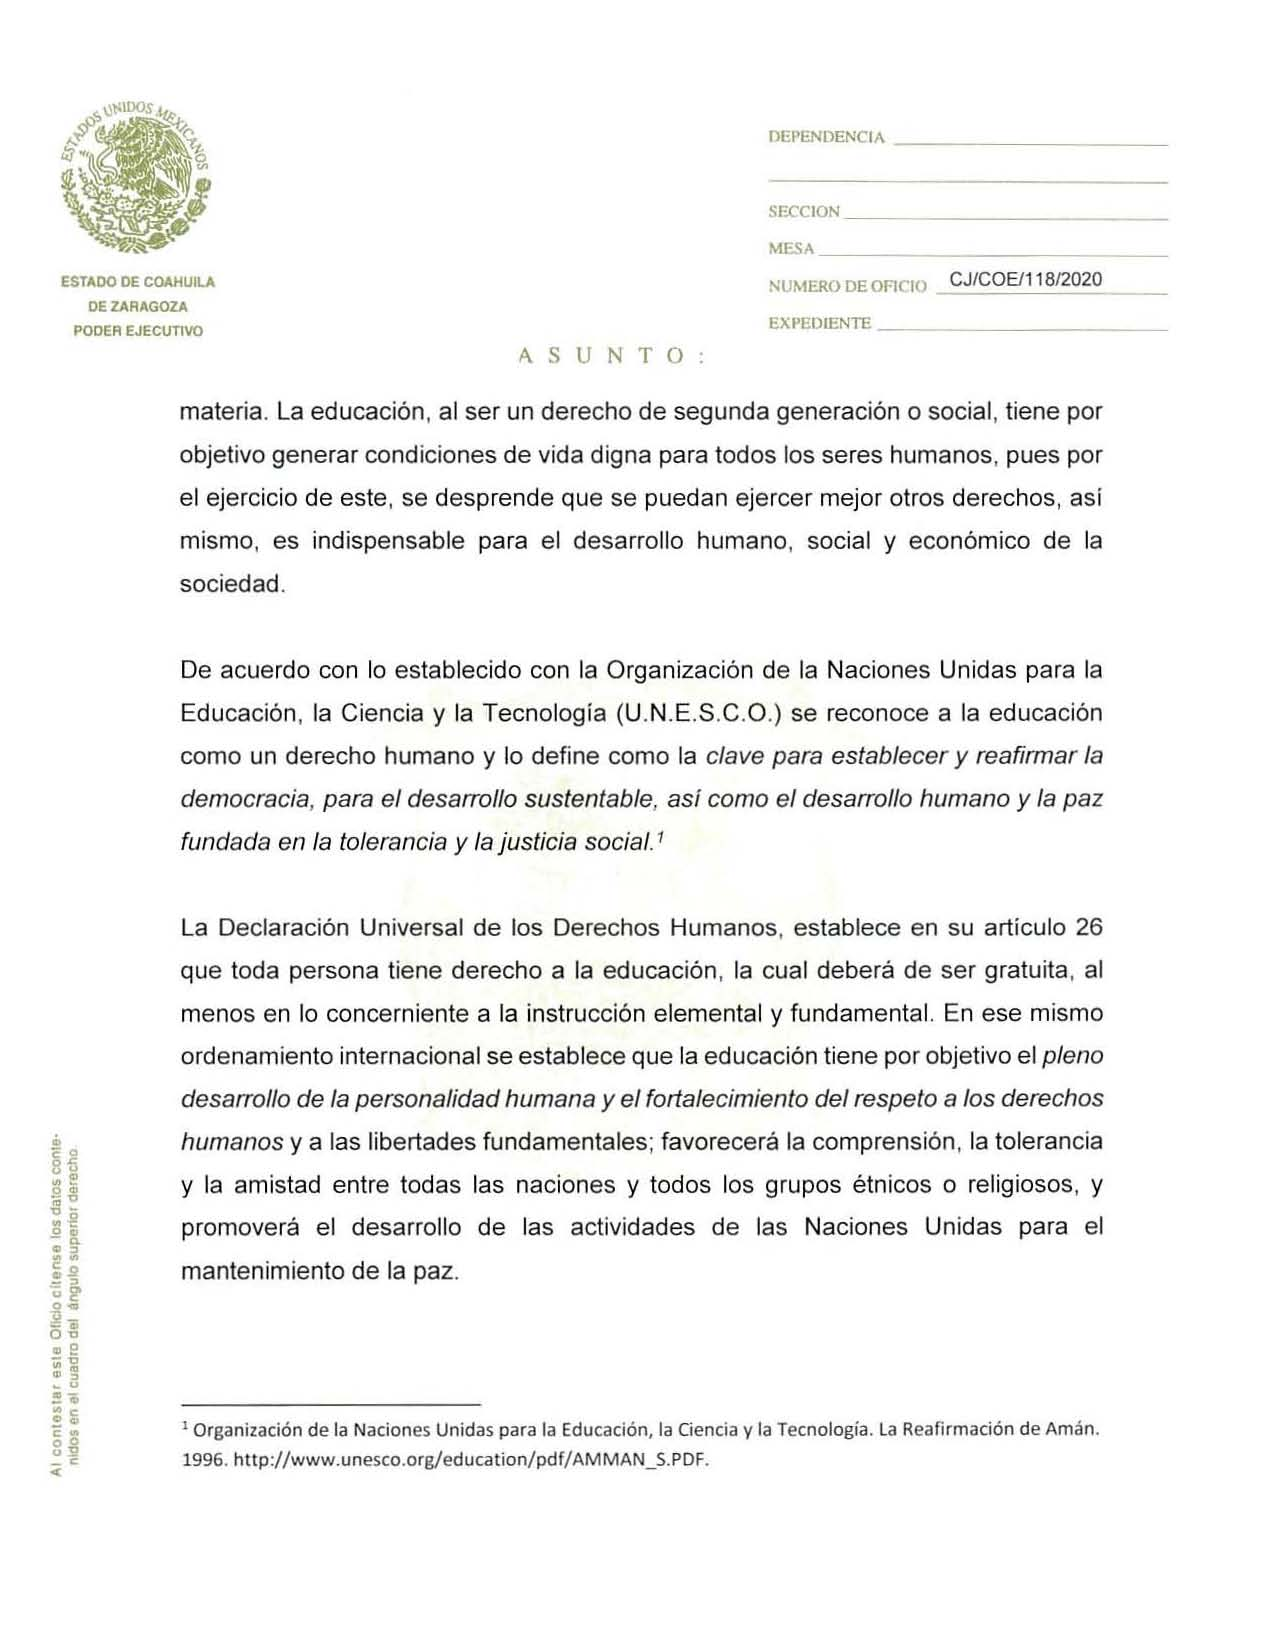 ESTADOS UNIDOS MEXICANOS
ESTADO DE COAHUILA
DE ZARAGOZA
PODER EJECUTIVO
DEPENDENCIA
SECCION
MESA
NUMERO DE OFICIO CJ/COE/118/2020
EXPEDIENTE
ASUNTO:
materia. La educación, al ser un derecho de segunda generación o social, tiene por
objetivo generar condiciones de vida digna para todos los seres humanos, pues por
el ejercicio de este, se desprende que se puedan ejercer mejor otros derechos, así
mismo, es indispensable para el desarrollo humano, social y económico de la
sociedad.
De acuerdo con lo establecido con la Organización de la Naciones Unidas para la
Educación, la Ciencia y la Tecnología (U.N.E.S.C.O.) se reconoce a la educación
como un derecho humano y lo define como la clave para establecer y reafirmar la
democracia, para el desarrollo sustentable, así como el desarrollo humano y la paz
fundada en la tolerancia y la justicia social.¹
La Declaración Universal de los Derechos Humanos, establece en su artículo 26
que toda persona tiene derecho a la educación, la cual deberá de ser gratuita, al
menos en lo concerniente a la instrucción elemental y fundamental. En ese mismo
ordenamiento internacional se establece que la educación tiene por objetivo el pleno
desarrollo de la personalidad humana y el fortalecimiento del respeto a los derechos
humanos y a las libertades fundamentales; favorecerá la comprensión, la tolerancia
y la amistad entre todas las naciones y todos los grupos étnicos o religiosos, y
promoverá el desarrollo de las actividades de las Naciones Unidas para el
mantenimiento de la paz.
Al contestar este Oficio cítense los datos conte-
nidos en el cuadro del ángulo superior derecho.
¹ Organización de la Naciones Unidas para la Educación, la Ciencia y la Tecnología. La Reafirmación de Amán.
1996. http://www.unesco.org/education/pdf/AMMAN_S.PDF.